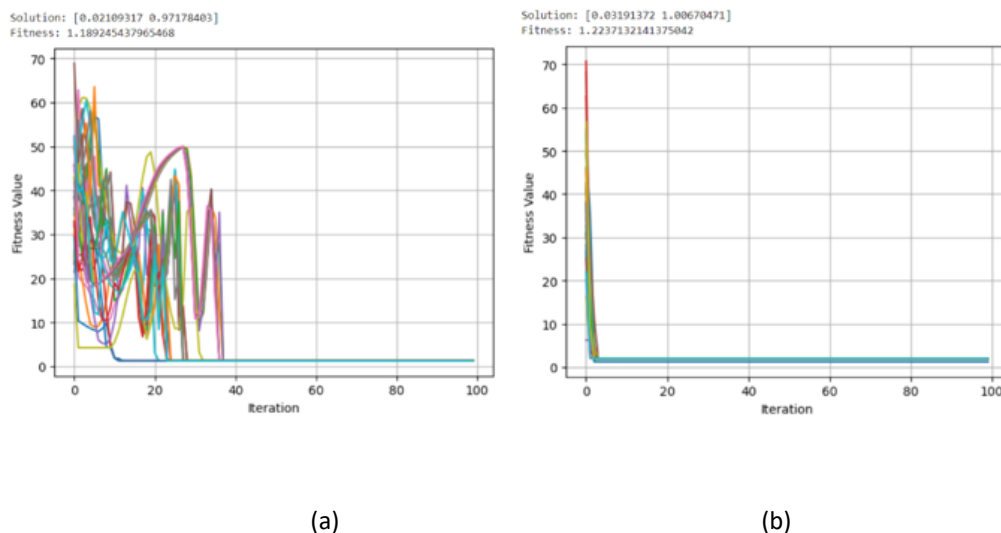 Solution: [0.02109317 0.97178403]
Fitness: 1.189245437965468
70
60
50
40
30
20
10
0
Fitness Value
0 20 40 60 80 100
Iteration
(a)
Solution: [0.03191372 1.00670471]
Fitness: 1.2237132141375042
70
60
50
40
30
20
10
0
Fitness Value
0 20 40 60 80 100
Iteration
(b)